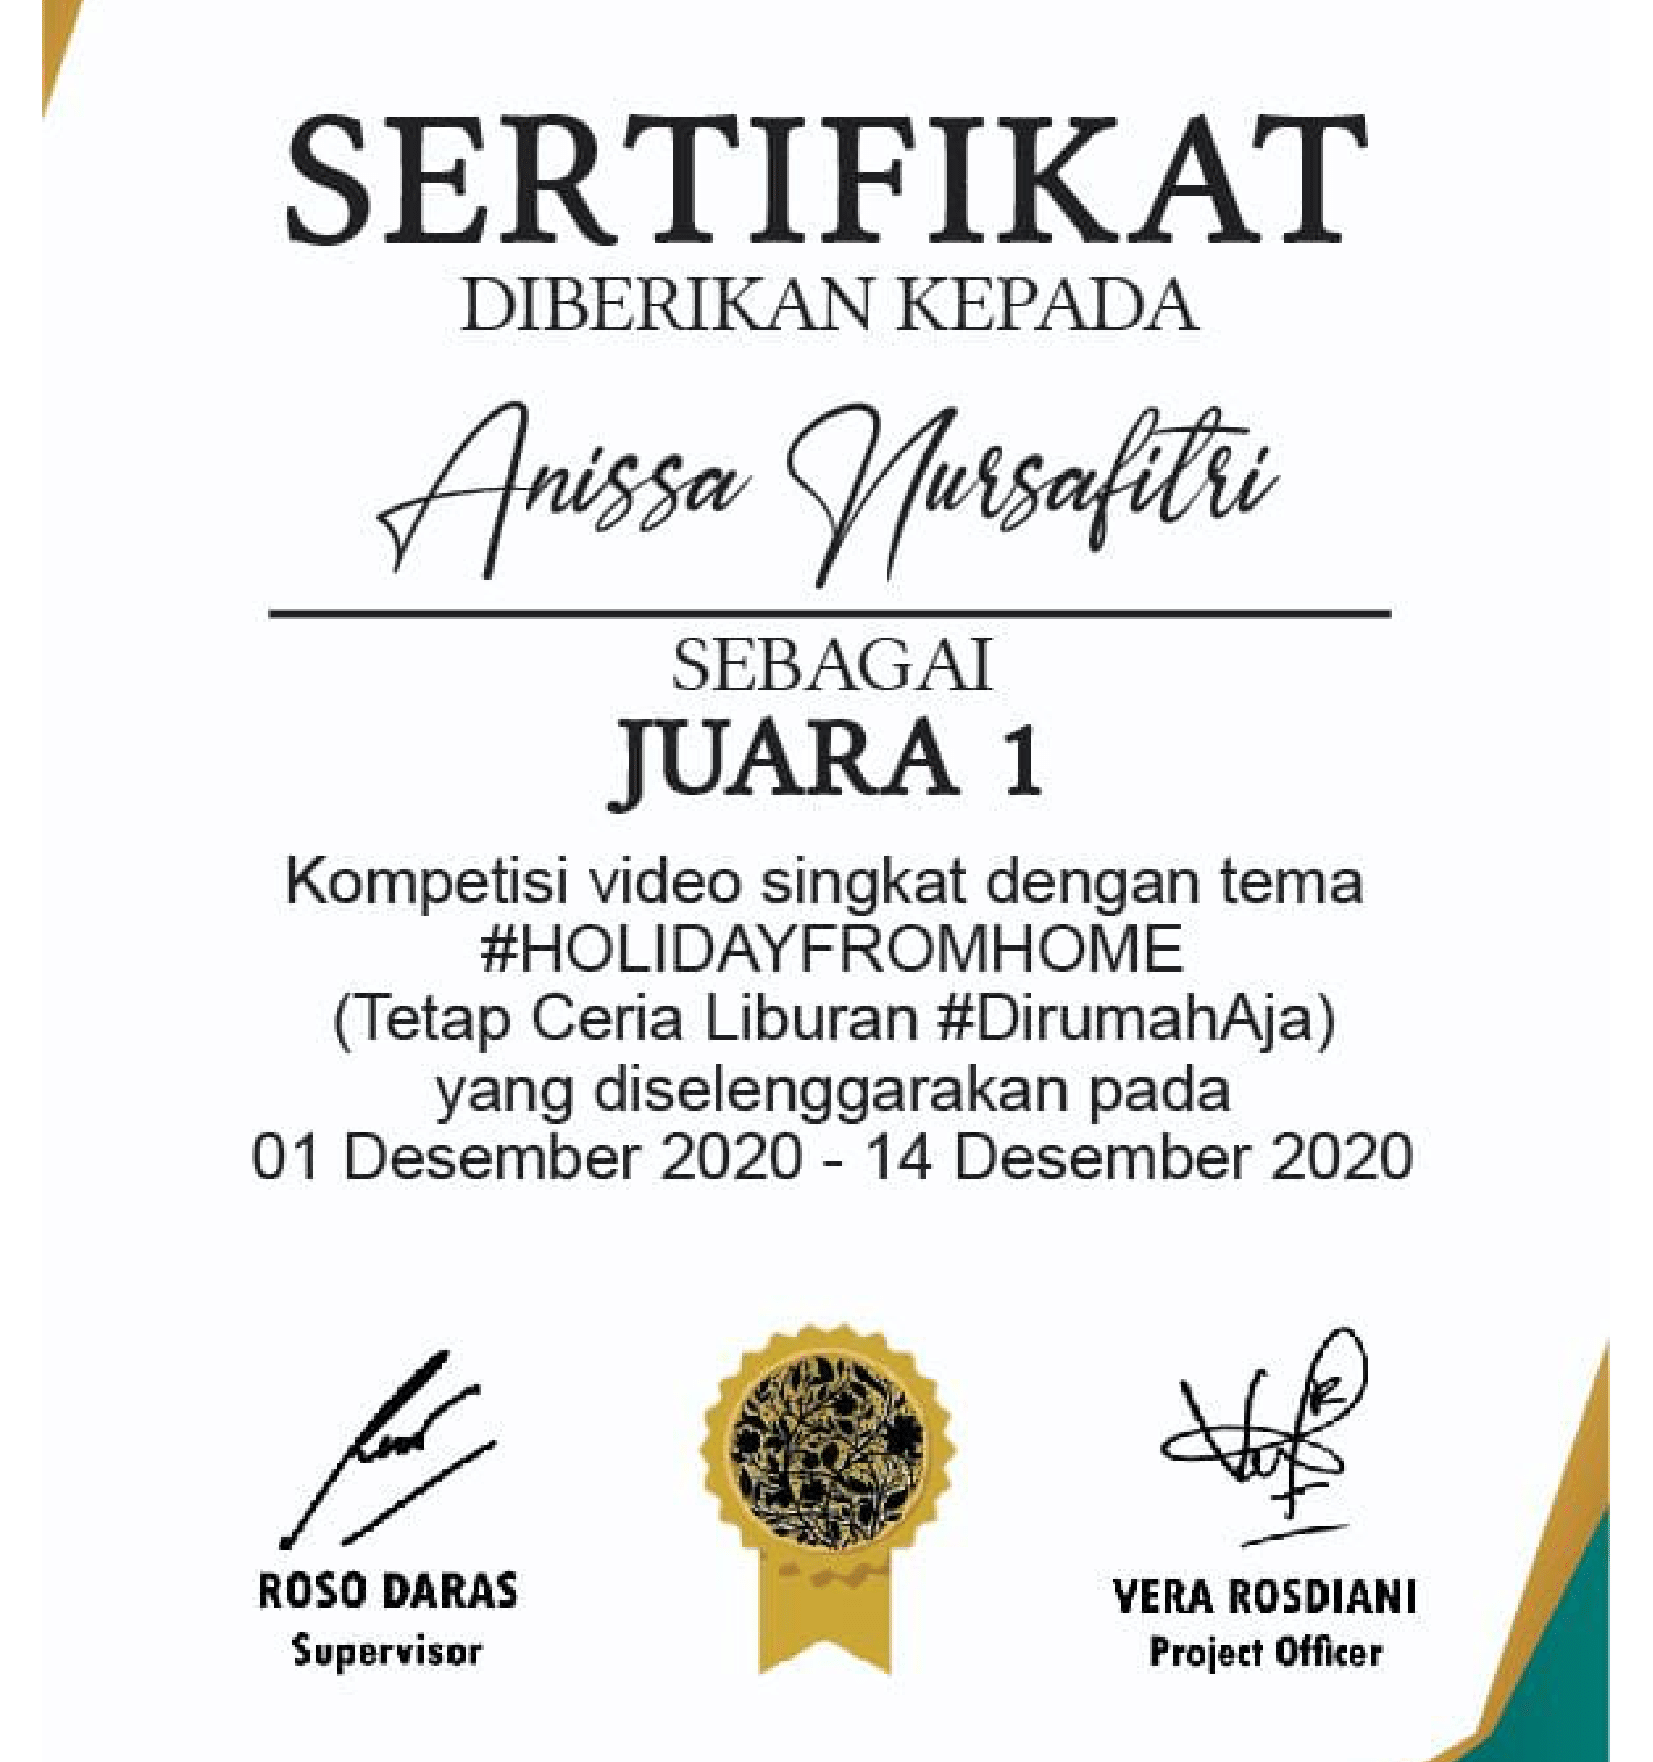 SERTIFIKAT
DIBERIKAN KEPADA
Anissa Nursafitri
SEBAGAI
JUARA 1
Kompetisi video singkat dengan tema
#HOLIDAYFROMHOME
(Tetap Ceria Liburan #DirumahAja)
yang diselenggarakan pada
01 Desember 2020 - 14 Desember 2020
ROSO DARAS
Supervisor
VERA ROSDIANI
Project Officer